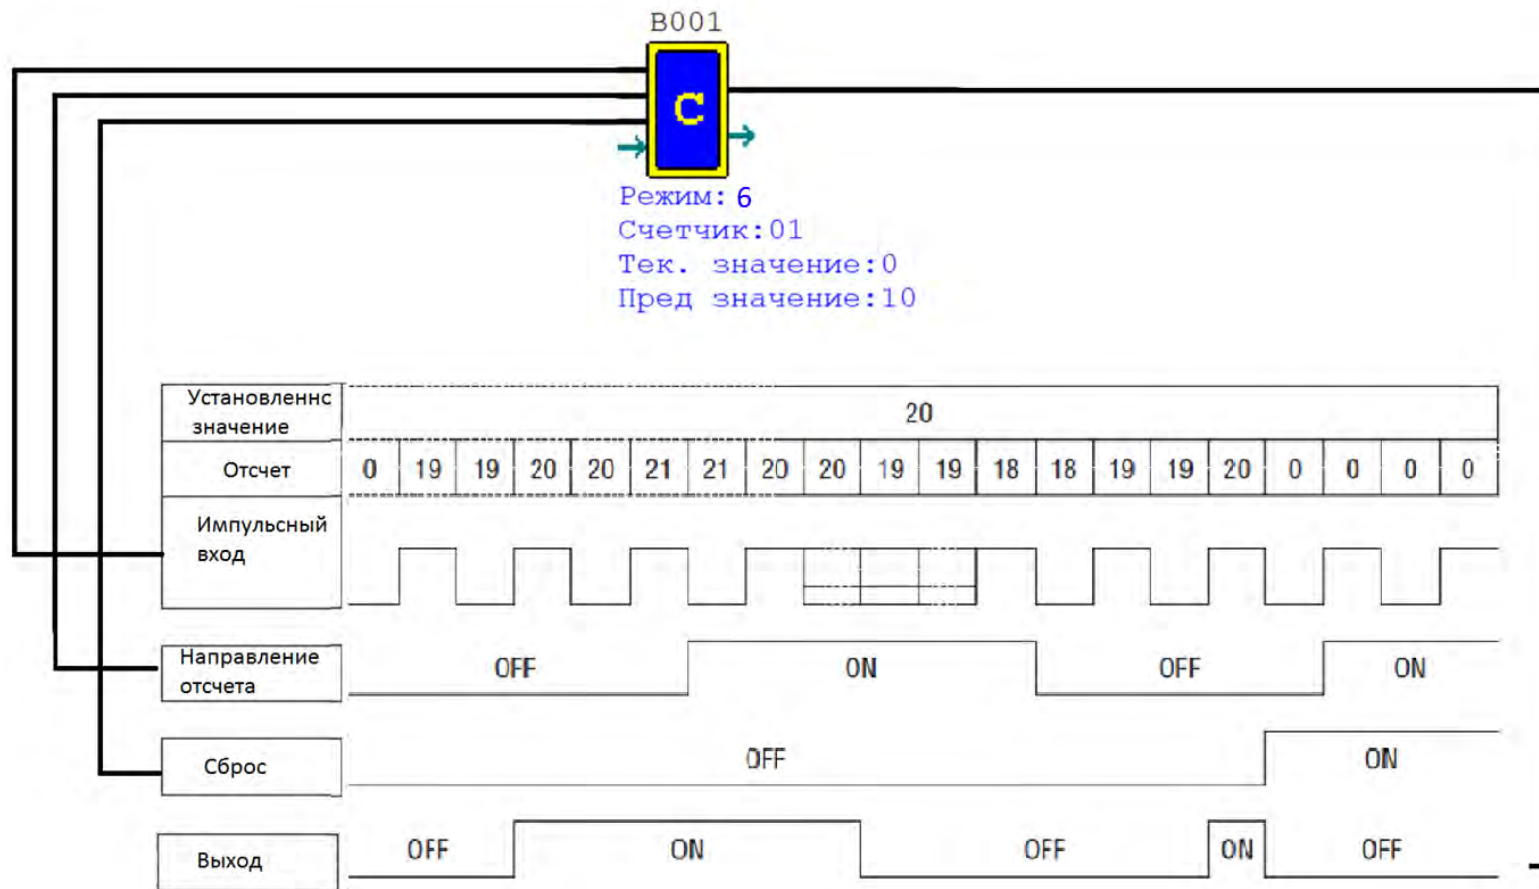 B001
C
Режим: 6
Счетчик:01
Тек. значение:0
Пред значение:10
Установленнс
значение
20
Отсчет 0 19 19 20 20 21 21 20 20 19 19 18 18 19 19 20 0 0 0 0
Импульсный
вход
Направление
отсчета
OFF ON OFF ON
Сброс OFF ON
Выход OFF ON OFF ON OFF